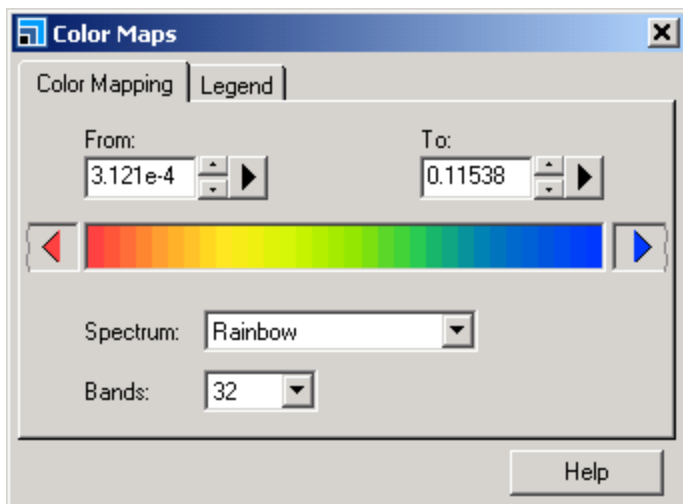 Color Maps
Color Mapping Legend
From: To:
3.121e-4 0.11538
Spectrum: Rainbow
Bands: 32
Help